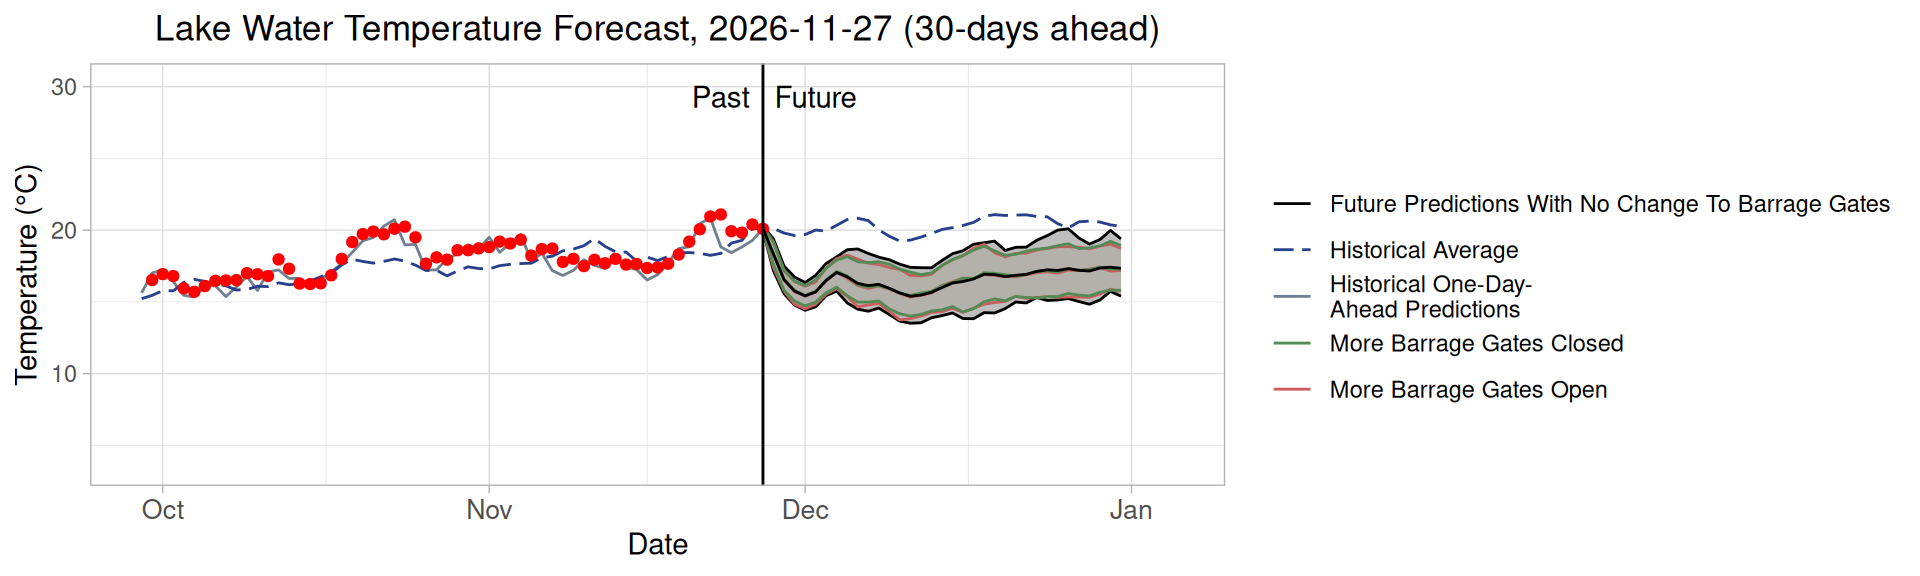 Lake Water Temperature Forecast, 2026-11-27 (30-days ahead)
30
20
10
Temperature (°C)
Past
Future
Oct
Nov
Dec
Jan
Date
Future Predictions With No Change To Barrage Gates
Historical Average
Historical One-Day-
Ahead Predictions
More Barrage Gates Closed
More Barrage Gates Open